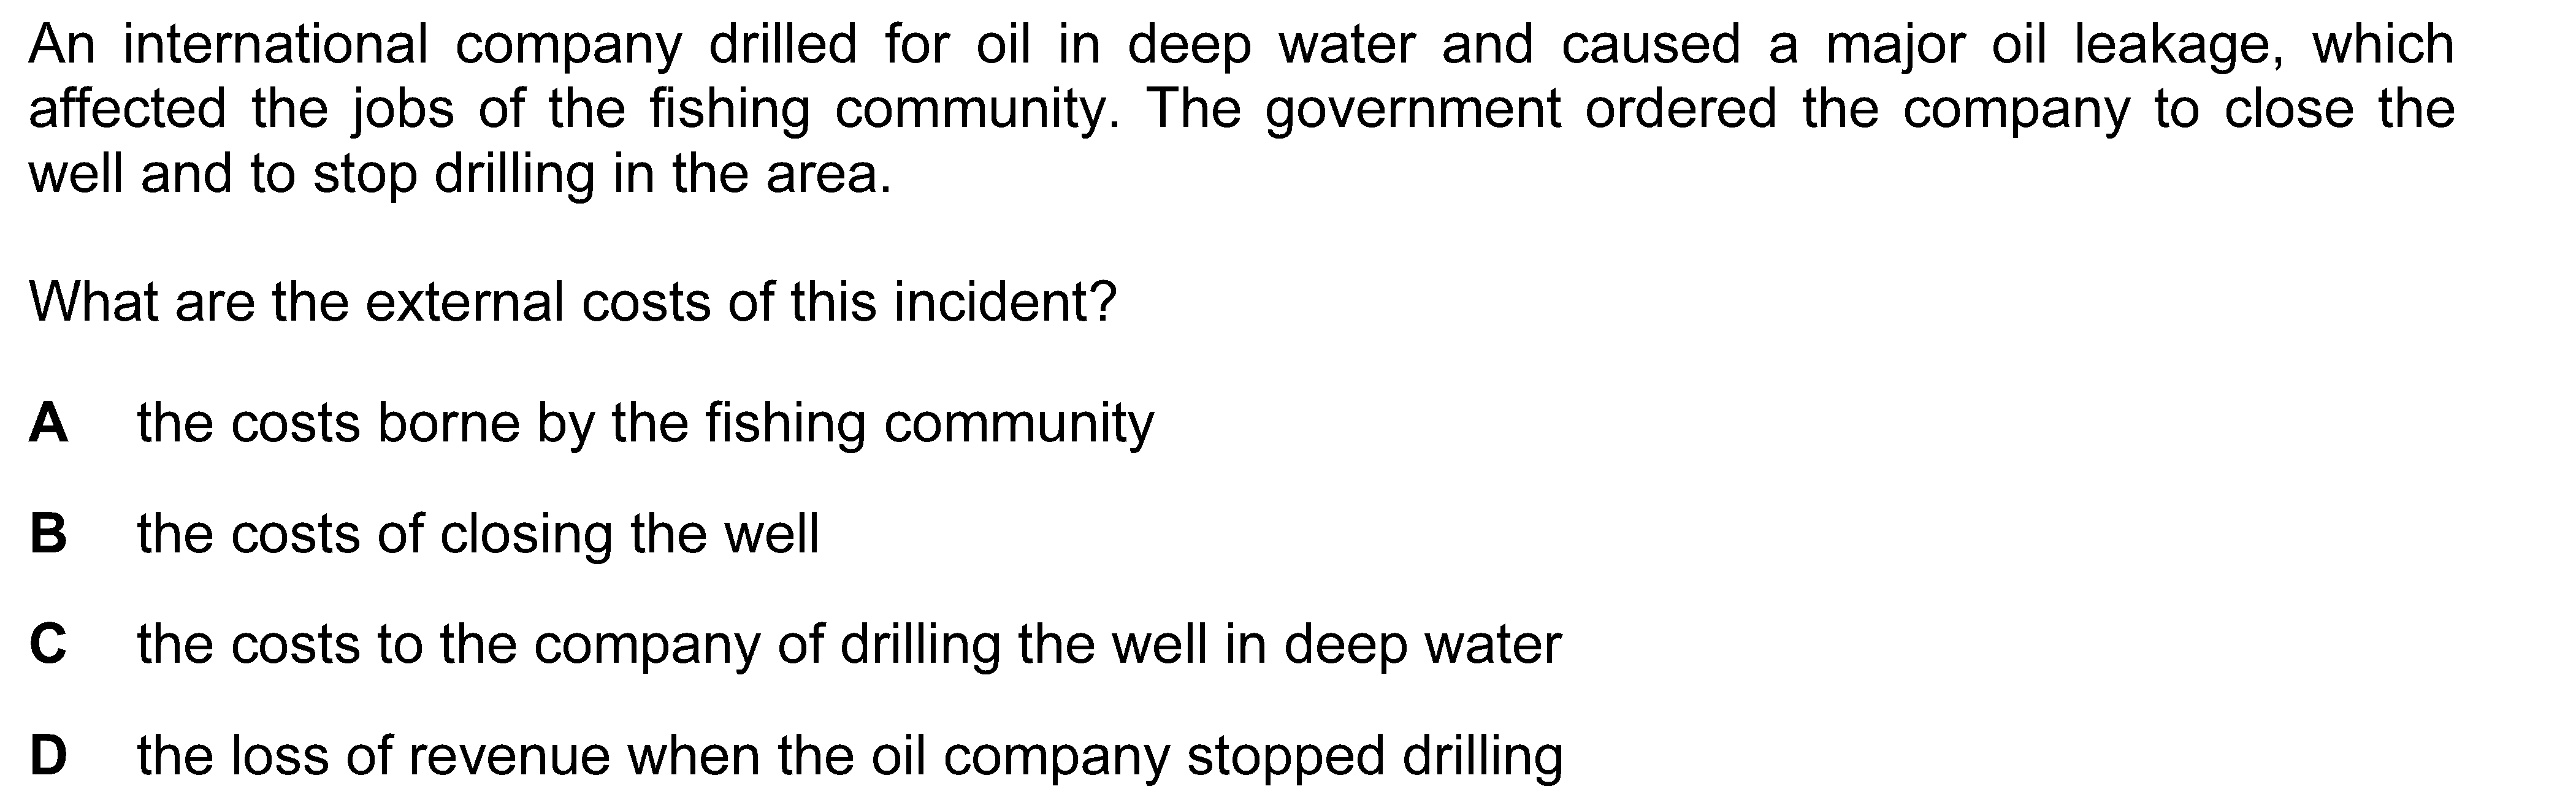 An international company drilled for oil in deep water and caused a major oil leakage, which
affected the jobs of the fishing community. The government ordered the company to close the
well and to stop drilling in the area.
What are the external costs of this incident?
A the costs borne by the fishing community
B the costs of closing the well
C the costs to the company of drilling the well in deep water
D the loss of revenue when the oil company stopped drilling